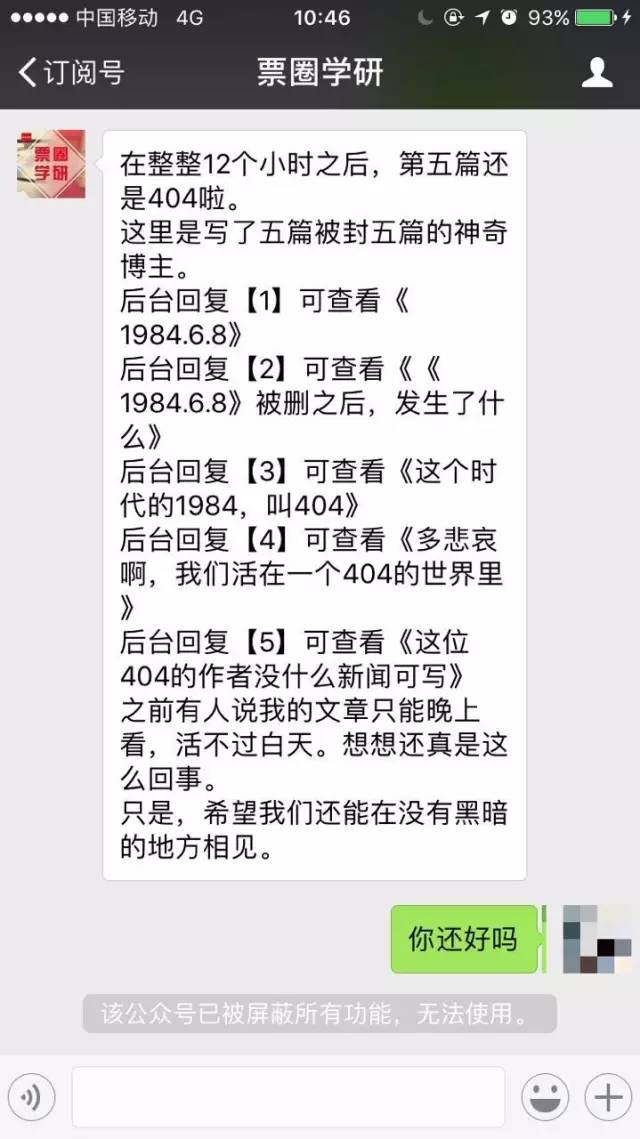 中国移动 4G 10:46 93%
订阅号 票圈学研
票圈
学研
在整整12个小时之后，第五篇还
是404啦。
这里是写了五篇被封五篇的神奇
博主。
后台回复【1】可查看《
1984.6.8》
后台回复【2】可查看《《
1984.6.8》被删之后，发生了什
么》
后台回复【3】可查看《这个时
代的1984，叫404》
后台回复【4】可查看《多悲哀
啊，我们活在一个404的世界里
》
后台回复【5】可查看《这位
404的作者没什么新闻可写》
之前有人说我的文章只能晚上
看，活不过白天。想想还真是这
么回事。
只是，希望我们还能在没有黑暗
的地方相见。
你还好吗
该公众号已被屏蔽所有功能，无法使用。